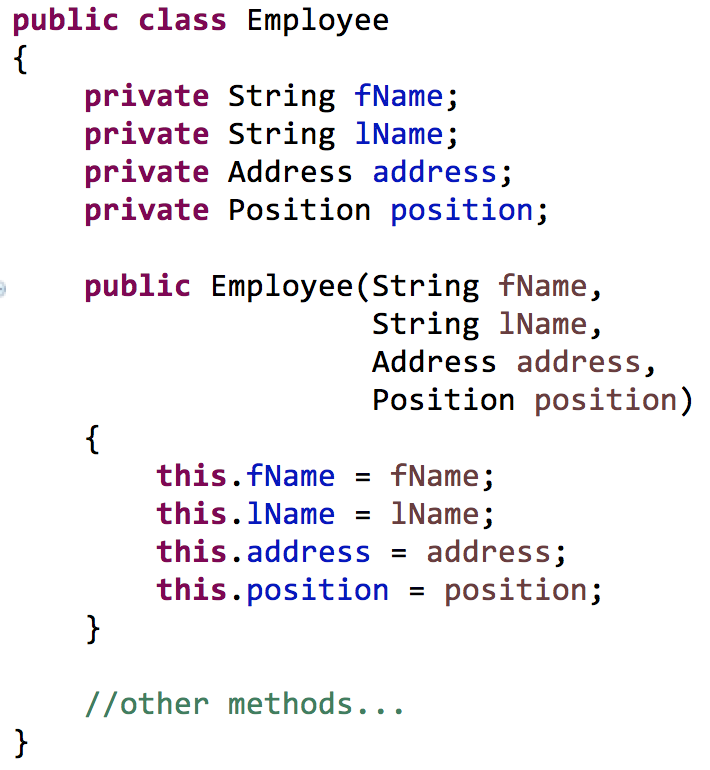 public class Employee
{
    private String fName;
    private String lName;
    private Address address;
    private Position position;

    public Employee(String fName,
                    String lName,
                    Address address,
                    Position position)
    {
        this.fName = fName;
        this.lName = lName;
        this.address = address;
        this.position = position;
    }

    //other methods...
}